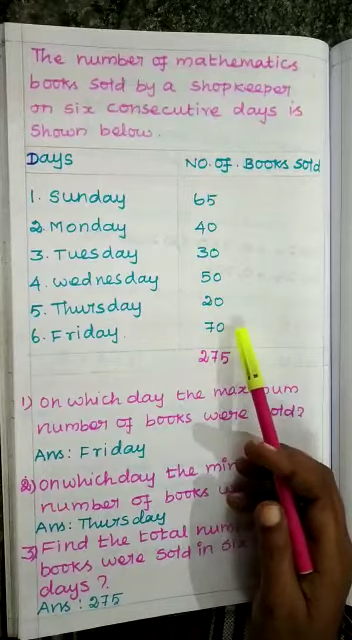 The number of mathematics
books sold by a shopkeeper
on six consecutive days is
shown below.
Days No. of. Books Sold
1. Sunday 65
2. Monday 40
3. Tuesday 30
4. wednesday 50
5. Thursday 20
6. Friday. 70
275
1) on which day the
number of books were
Ans: Friday
2) on which day the
number of books
Ans: Thursday
3) Find the total
books were sold in six
days?
Ans: 275